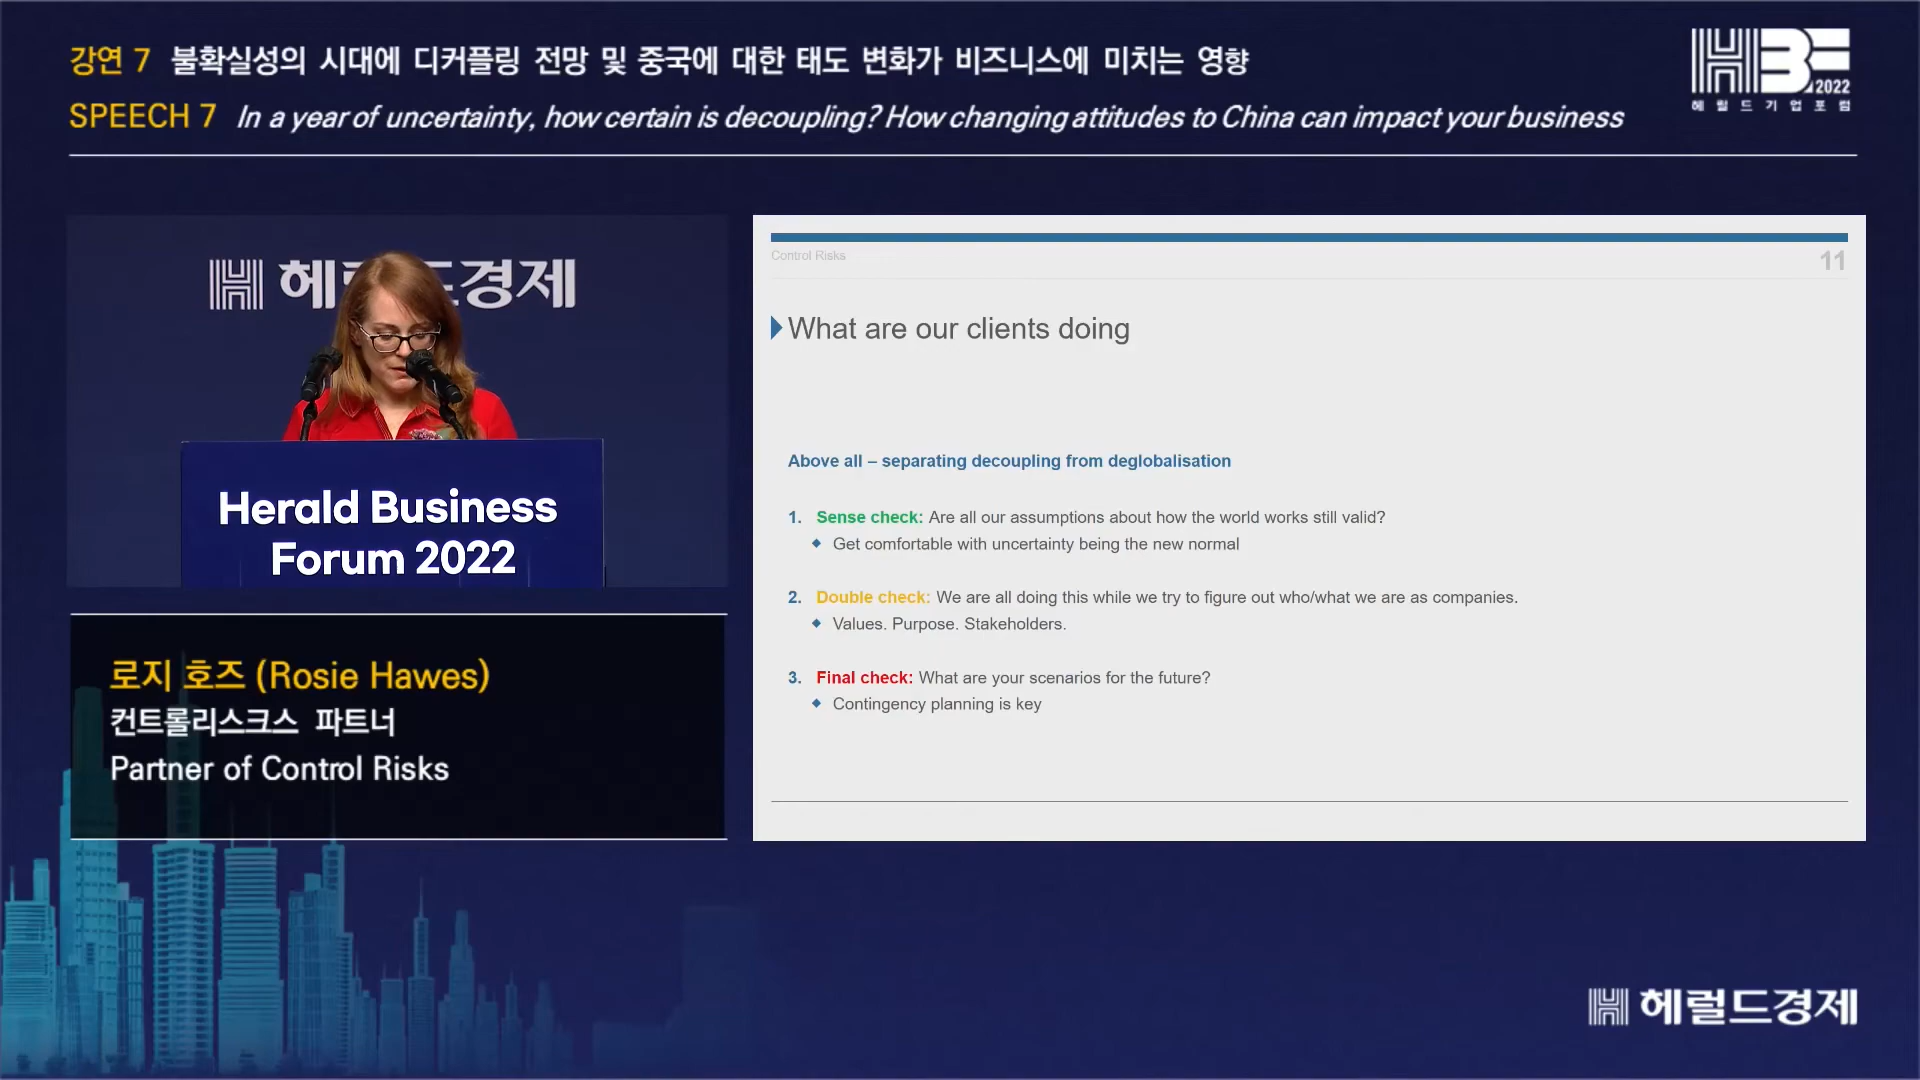 강연 7 불확실성의 시대에 디커플링 전망 및 중국에 대한 태도 변화가 비즈니스에 미치는 영향
SPEECH 7 In a year of uncertainty, how certain is decoupling? How changing attitudes to China can impact your business
HBF 2022
헤럴드기업포럼
헤럴드경제
Herald Business
Forum 2022
로지 호즈 (Rosie Hawes)
컨트롤리스크스 파트너
Partner of Control Risks
Control Risks
11
What are our clients doing
Above all – separating decoupling from deglobalisation
1. Sense check: Are all our assumptions about how the world works still valid?
Get comfortable with uncertainty being the new normal
2. Double check: We are all doing this while we try to figure out who/what we are as companies.
Values. Purpose. Stakeholders.
3. Final check: What are your scenarios for the future?
Contingency planning is key
헤럴드경제